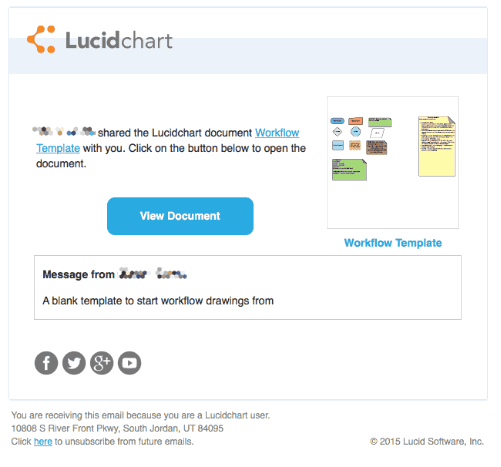 Lucidchart
shared the Lucidchart document Workflow
Template with you. Click on the button below to open the
document.
View Document
Workflow Template
Message from
A blank template to start workflow drawings from
You are receiving this email because you are a Lucidchart user.
10808 S River Front Pkwy, South Jordan, UT 84095
Click here to unsubscribe from future emails.
© 2015 Lucid Software, Inc.